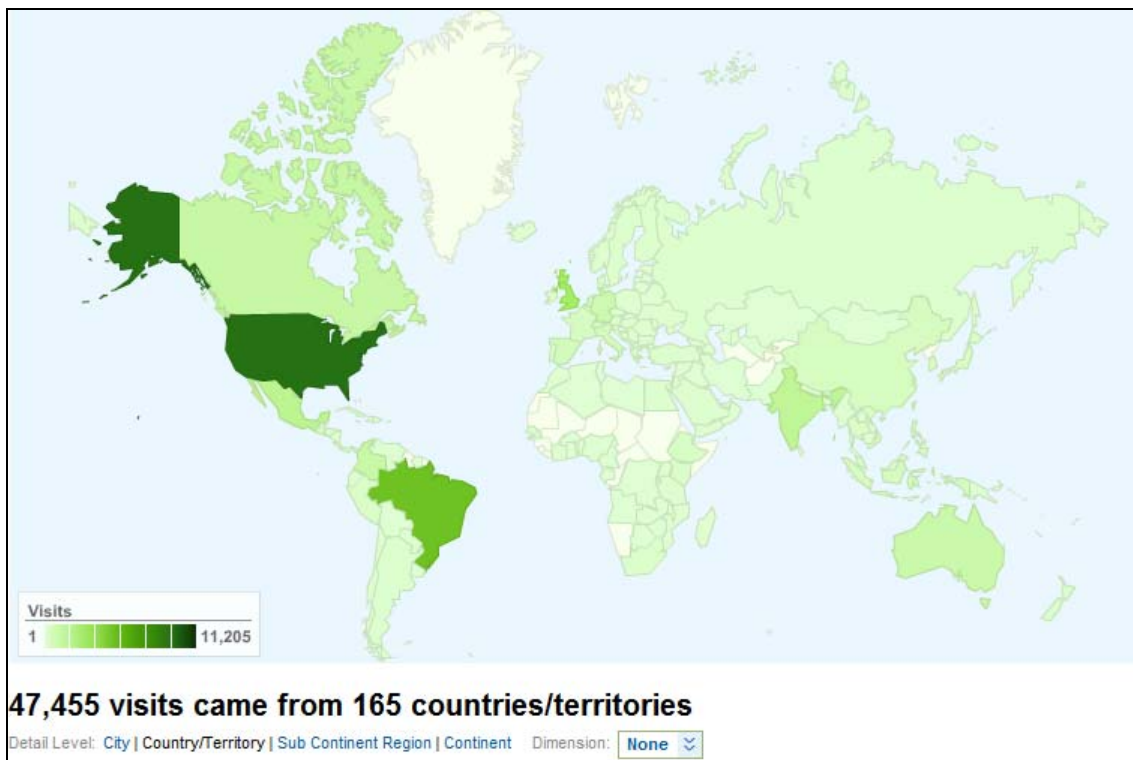 Visits
1 11,205
47,455 visits came from 165 countries/territories
Detail Level: City | Country/Territory | Sub Continent Region | Continent Dimension: None